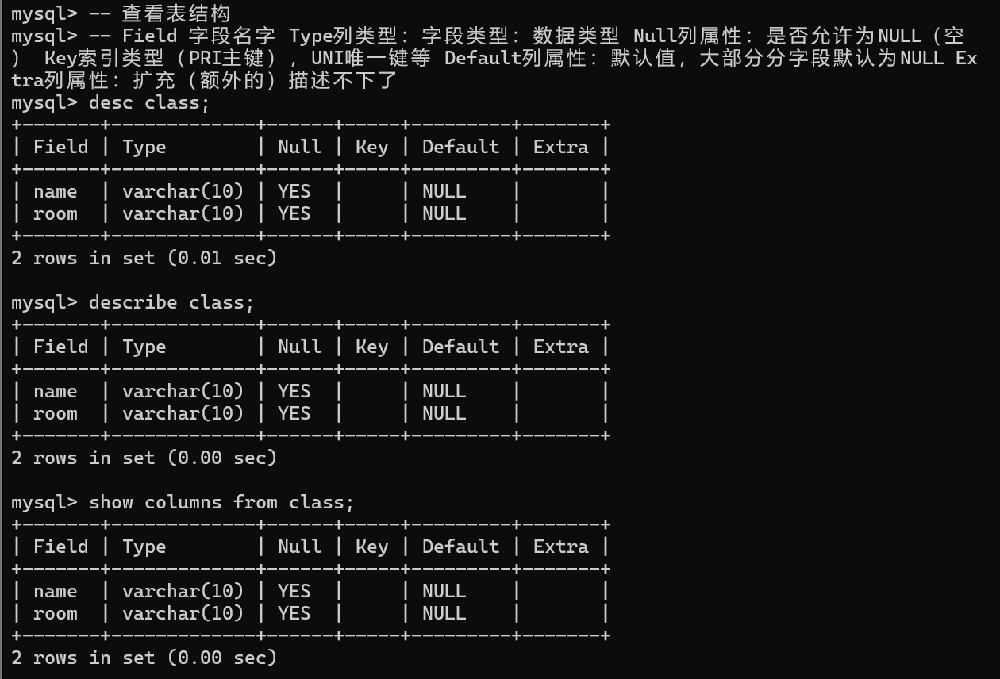 mysql> -- 查看表结构
mysql> -- Field 字段名字 Type列类型：字段类型：数据类型 Null列属性：是否允许为NULL（空
） Key索引类型（PRI主键），UNI唯一键等 Default列属性：默认值，大部分分字段默认为NULL Ex
tra列属性：扩充（额外的）描述不下了
mysql> desc class;
+-------+-------------+------+-----+---------+-------+
| Field | Type        | Null | Key | Default | Extra |
+-------+-------------+------+-----+---------+-------+
| name  | varchar(10) | YES  |     | NULL    |       |
| room  | varchar(10) | YES  |     | NULL    |       |
+-------+-------------+------+-----+---------+-------+
2 rows in set (0.01 sec)

mysql> describe class;
+-------+-------------+------+-----+---------+-------+
| Field | Type        | Null | Key | Default | Extra |
+-------+-------------+------+-----+---------+-------+
| name  | varchar(10) | YES  |     | NULL    |       |
| room  | varchar(10) | YES  |     | NULL    |       |
+-------+-------------+------+-----+---------+-------+
2 rows in set (0.00 sec)

mysql> show columns from class;
+-------+-------------+------+-----+---------+-------+
| Field | Type        | Null | Key | Default | Extra |
+-------+-------------+------+-----+---------+-------+
| name  | varchar(10) | YES  |     | NULL    |       |
| room  | varchar(10) | YES  |     | NULL    |       |
+-------+-------------+------+-----+---------+-------+
2 rows in set (0.00 sec)